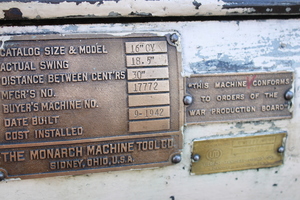 CATALOG SIZE & MODEL 16"CY
ACTUAL SWING 18.5"
DISTANCE BETWEEN CENT'RS 30"
MFGR'S NO. 17772
BUYER'S MACHINE NO.
DATE BUILT 9-1942
COST INSTALLED
THE MONARCH MACHINE TOOL CO.
SIDNEY, OHIO, U.S.A.
THIS MACHINE CONFORMS
TO ORDERS OF THE
WAR PRODUCTION BOARD